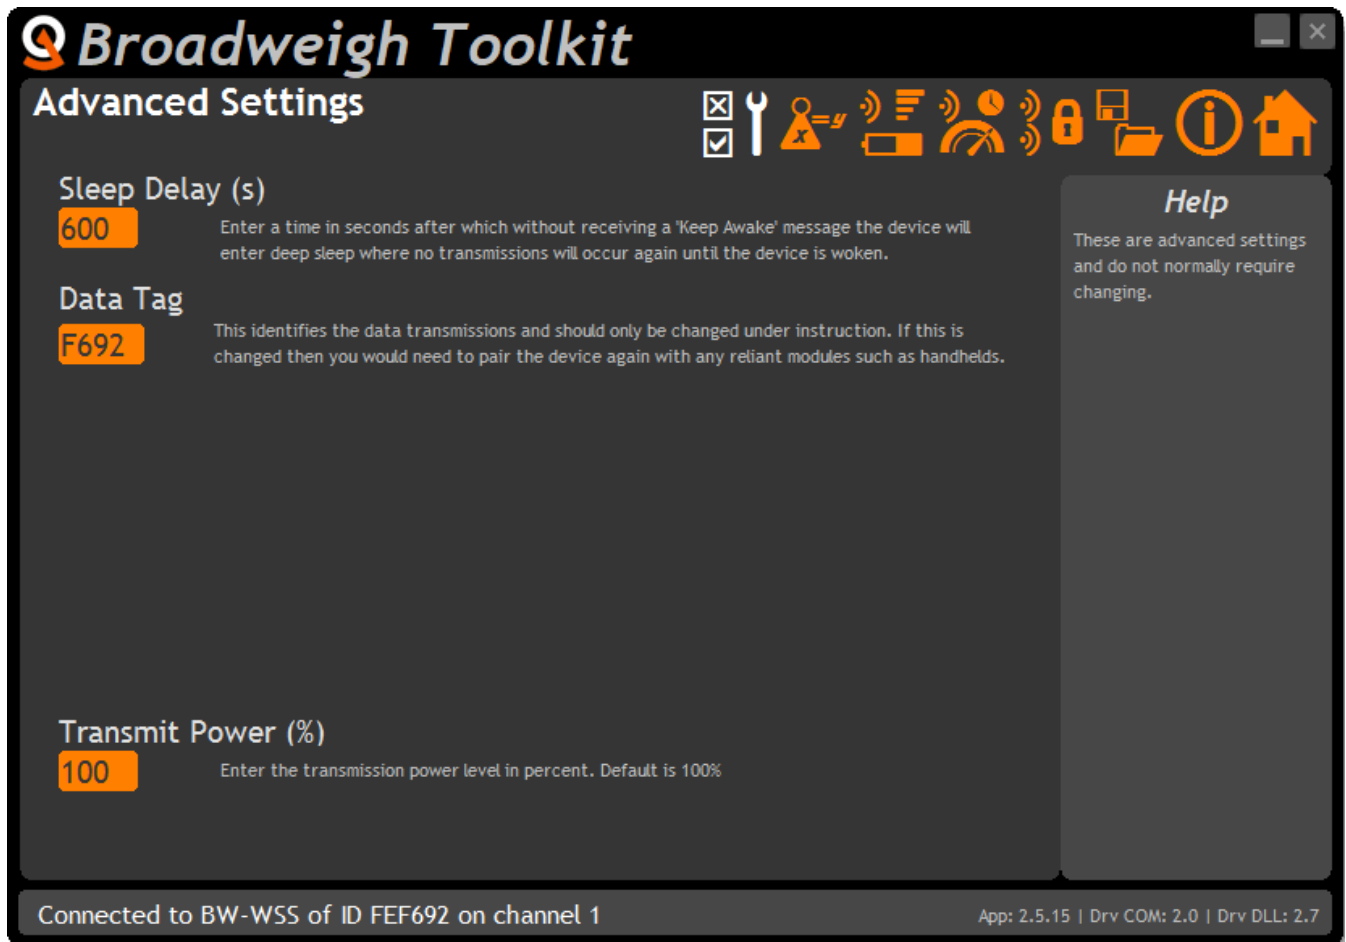 Broadweigh Toolkit
Advanced Settings
x=y
Sleep Delay (s)
600
Enter a time in seconds after which without receiving a 'Keep Awake' message the device will
enter deep sleep where no transmissions will occur again until the device is woken.
Data Tag
F692
This identifies the data transmissions and should only be changed under instruction. If this is
changed then you would need to pair the device again with any reliant modules such as handhelds.
Transmit Power (%)
100
Enter the transmission power level in percent. Default is 100%
Help
These are advanced settings
and do not normally require
changing.
Connected to BW-WSS of ID FEF692 on channel 1
App: 2.5.15 | Drv COM: 2.0 | Drv DLL: 2.7